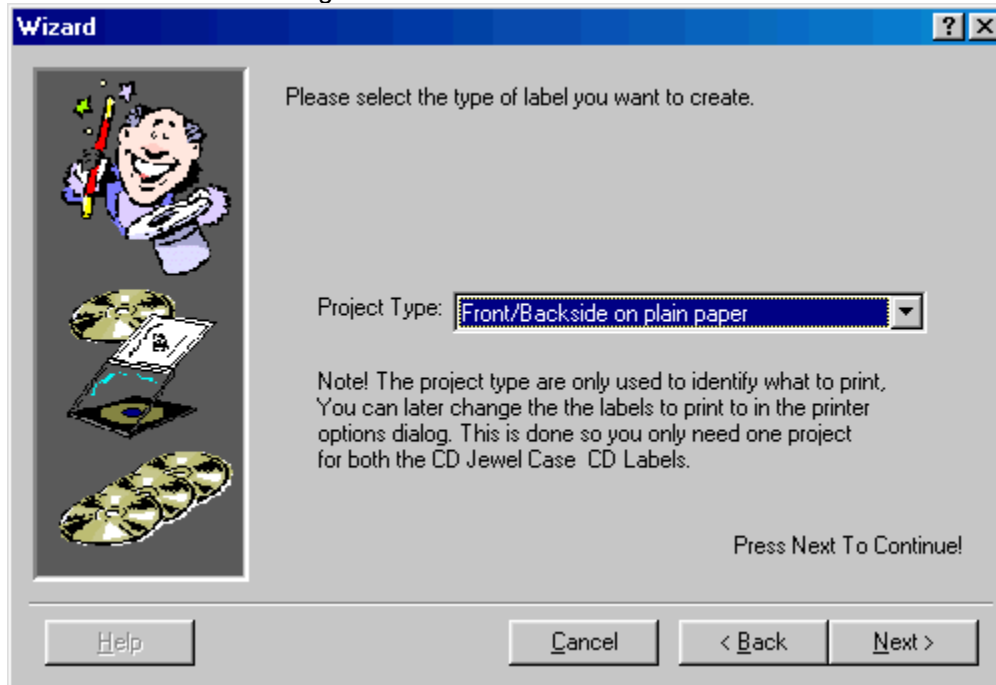 Wizard
Please select the type of label you want to create.
Project Type: Front/Backside on plain paper
Note! The project type are only used to identify what to print,
You can later change the the labels to print to in the printer
options dialog. This is done so you only need one project
for both the CD Jewel Case  CD Labels.
Press Next To Continue!
Help Cancel < Back Next >